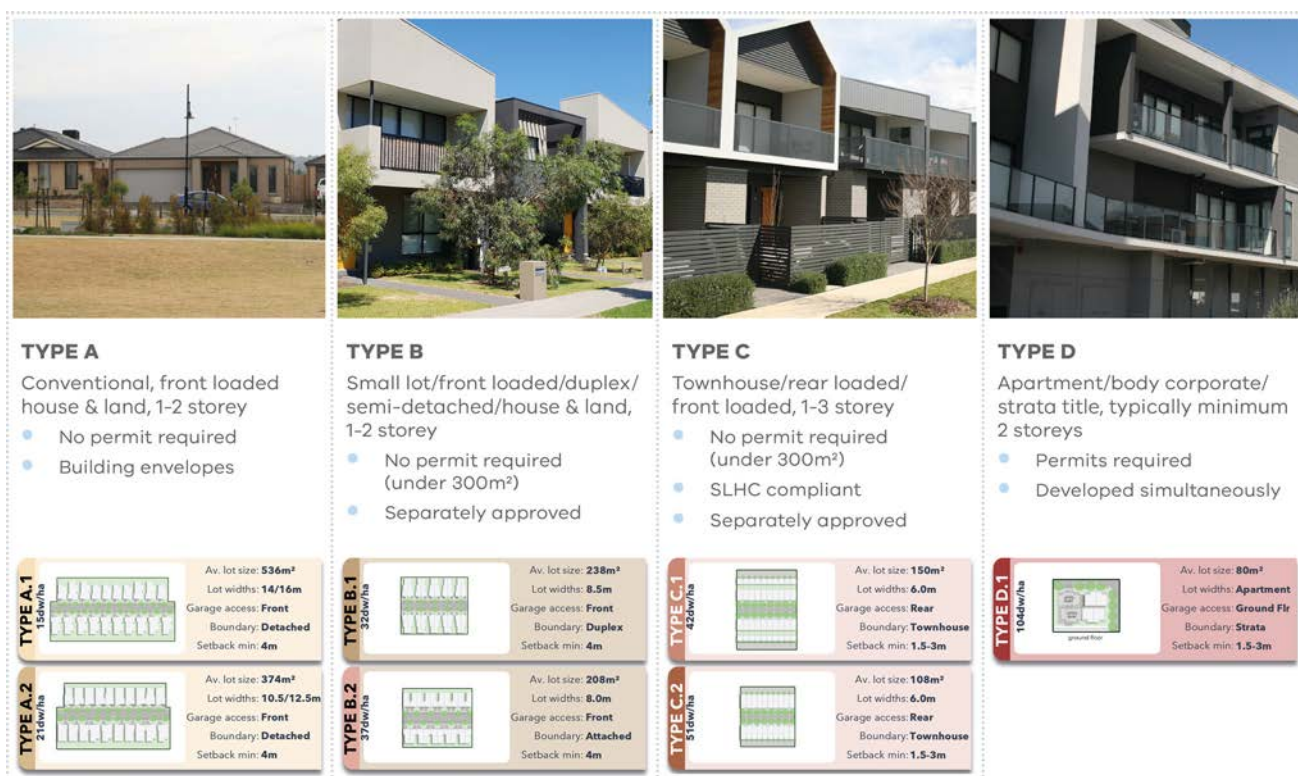 TYPE A
Conventional, front loaded
house & land, 1-2 storey
No permit required
Building envelopes
TYPE B
Small lot/front loaded/duplex/
semi-detached/house & land,
1-2 storey
No permit required
(under 300m²)
Separately approved
TYPE C
Townhouse/rear loaded/
front loaded, 1-3 storey
No permit required
(under 300m²)
SLHC compliant
Separately approved
TYPE D
Apartment/body corporate/
strata title, typically minimum
2 storeys
Permits required
Developed simultaneously
TYPE A.1
15dw/ha
Av. lot size: 536m²
Lot widths: 14/16m
Garage access: Front
Boundary: Detached
Setback min: 4m
TYPE A.2
21dw/ha
Av. lot size: 374m²
Lot widths: 10.5/12.5m
Garage access: Front
Boundary: Detached
Setback min: 4m
TYPE B.1
32dw/ha
Av. lot size: 238m²
Lot widths: 8.5m
Garage access: Front
Boundary: Duplex
Setback min: 4m
TYPE B.2
37dw/ha
Av. lot size: 208m²
Lot widths: 8.0m
Garage access: Front
Boundary: Attached
Setback min: 4m
TYPE C.1
42dw/ha
Av. lot size: 150m²
Lot widths: 6.0m
Garage access: Rear
Boundary: Townhouse
Setback min: 1.5-3m
TYPE C.2
51dw/ha
Av. lot size: 108m²
Lot widths: 6.0m
Garage access: Rear
Boundary: Townhouse
Setback min: 1.5-3m
TYPE D.1
104dw/ha
ground floor
Av. lot size: 80m²
Lot widths: Apartment
Garage access: Ground Flr
Boundary: Strata
Setback min: 1.5-3m